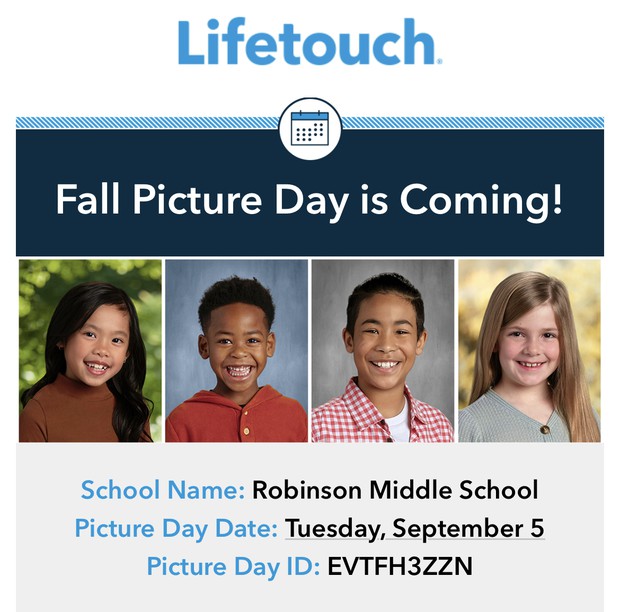 Lifetouch®
Fall Picture Day is Coming!
School Name: Robinson Middle School
Picture Day Date: Tuesday, September 5
Picture Day ID: EVTFH3ZZN